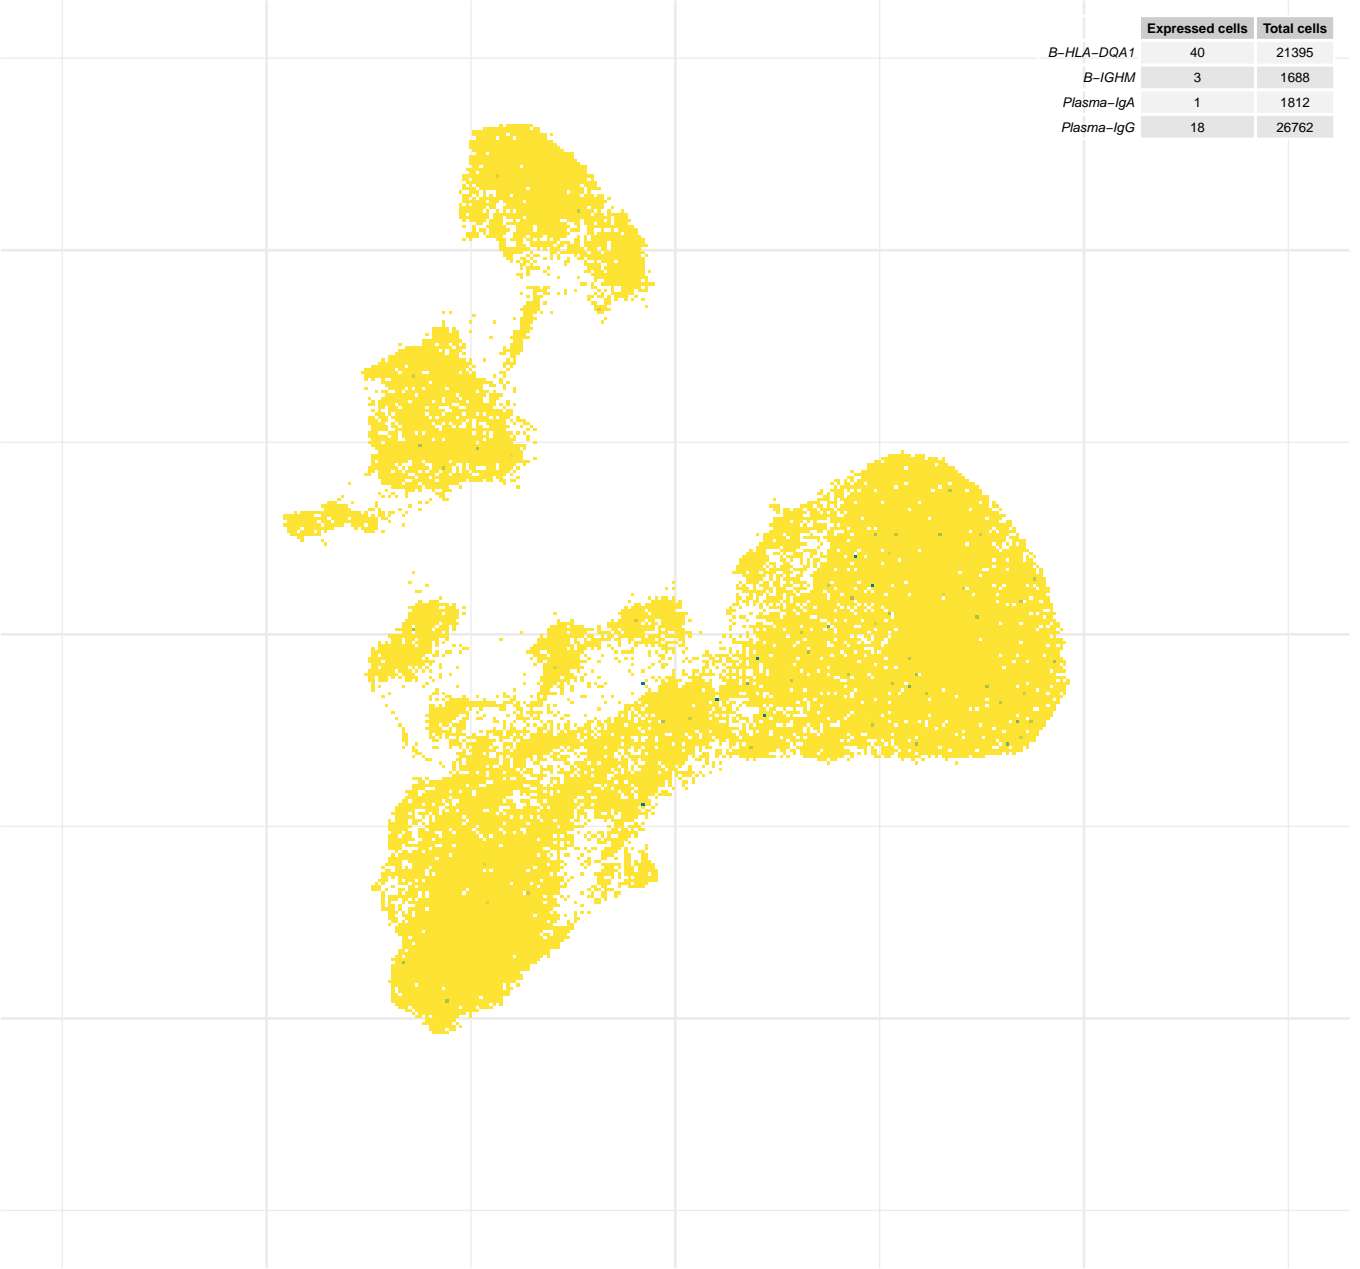 Expressed cells Total cells
B−HLA−DQA1 40 21395
B−IGHM 3 1688
Plasma−IgA 1 1812
Plasma−IgG 18 26762